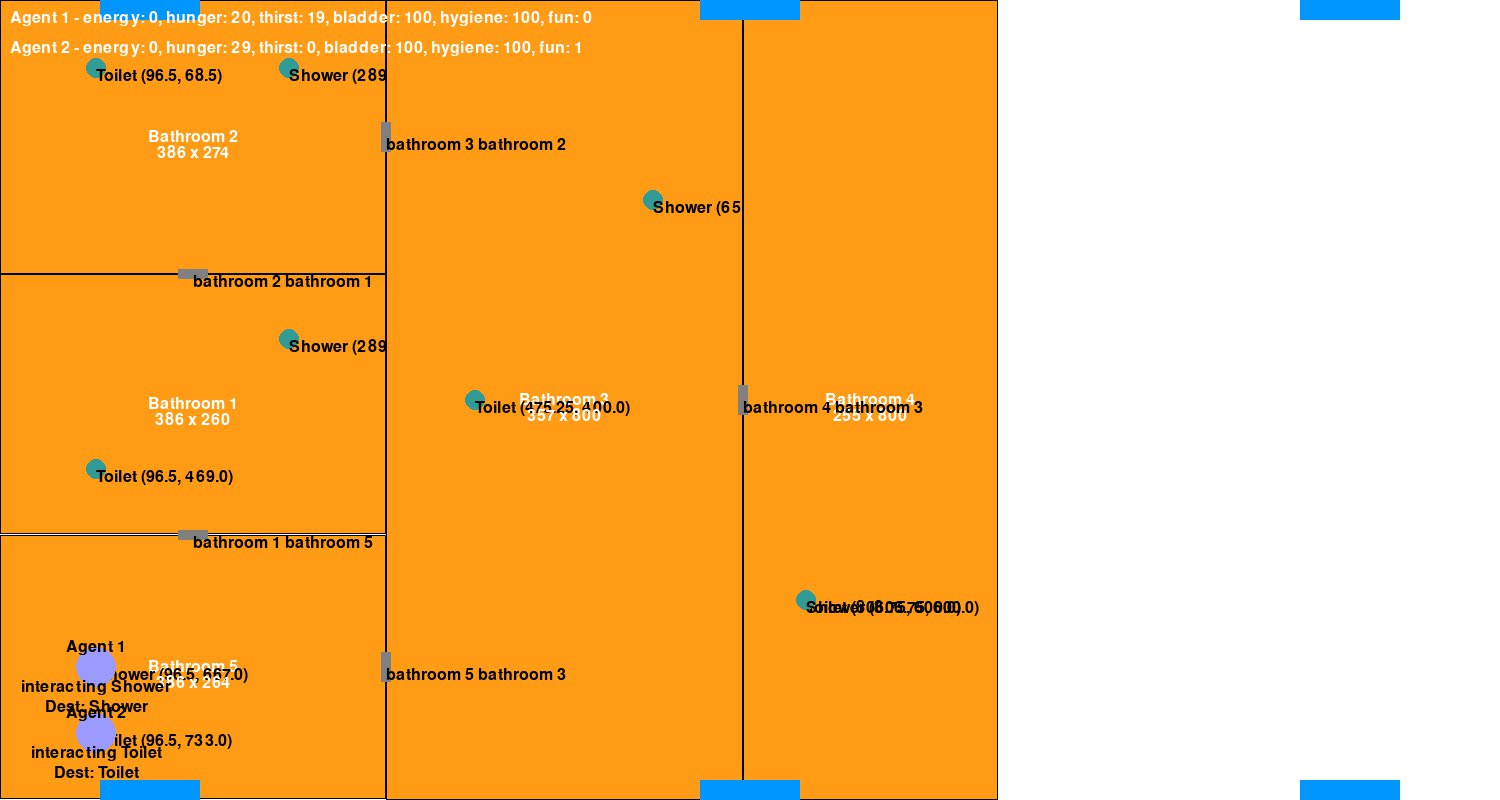 Agent 1 - energy: 0, hunger: 20, thirst: 19, bladder: 100, hygiene: 100, fun: 0
Agent 2 - energy: 0, hunger: 29, thirst: 0, bladder: 100, hygiene: 100, fun: 1
Toilet (96.5, 68.5)
Shower (289
Bathroom 2
386 x 274
bathroom 3 bathroom 2
Shower (65
bathroom 2 bathroom 1
Shower (289
Bathroom 1
386 x 260
Bathroom 3
357 x 800
Toilet (475.25, 400.0)
bathroom 4 bathroom 3
Bathroom 4
255 x 800
Toilet (96.5, 469.0)
bathroom 1 bathroom 5
Agent 1
Bathroom 5
386 x 264
hower (96.5, 667.0)
bathroom 5 bathroom 3
interacting Shower
Dest: Shower
Agent 2
ilet (96.5, 733.0)
interacting Toilet
Dest: Toilet